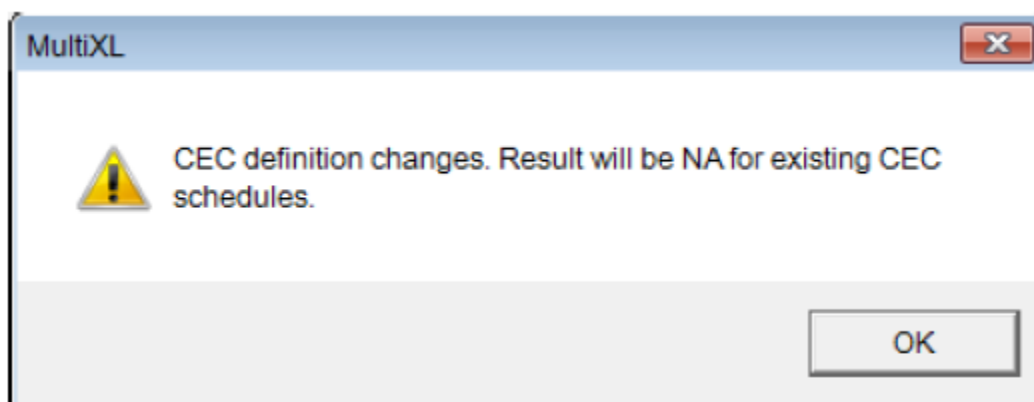 MultiXL
CEC definition changes. Result will be NA for existing CEC
schedules.
OK